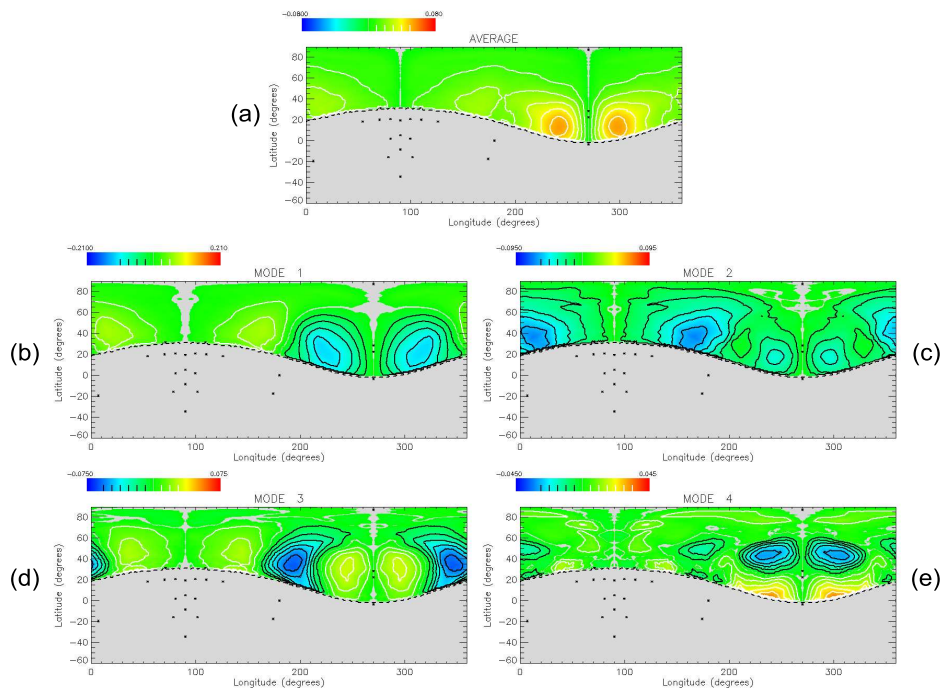 -0.0800 0.080
AVERAGE
(a)
Latitude (degrees)
80
60
40
20
0
-20
-40
-60
0 100 200 300
Longitude (degrees)
-0.2100 0.210
MODE 1
(b)
Latitude (degrees)
80
60
40
20
0
-20
-40
-60
0 100 200 300
Longitude (degrees)
-0.0950 0.095
MODE 2
(c)
Latitude (degrees)
80
60
40
20
0
-20
-40
-60
0 100 200 300
Longitude (degrees)
-0.0750 0.075
MODE 3
(d)
Latitude (degrees)
80
60
40
20
0
-20
-40
-60
0 100 200 300
Longitude (degrees)
-0.0450 0.045
MODE 4
(e)
Latitude (degrees)
80
60
40
20
0
-20
-40
-60
0 100 200 300
Longitude (degrees)